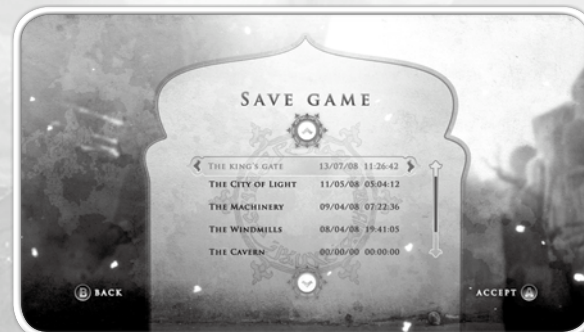 SAVE GAME
THE KING'S GATE 13/07/08 11:26:42
THE CITY OF LIGHT 11/05/08 05:04:12
THE MACHINERY 09/04/08 07:22:36
THE WINDMILLS 08/04/08 19:41:05
THE CAVERN 00/00/00 00:00:00
B BACK
ACCEPT A